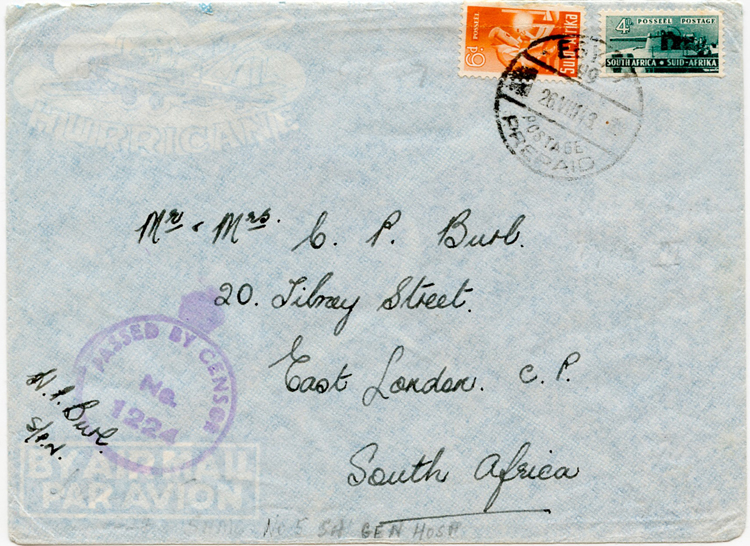 HURRICANE
6d POSSEËL
SUID-AFRIKA
4d POSSEEL POSTAGE
SOUTH AFRICA • SUID-AFRIKA
26.VIII.43
POSTAGE
PREPAID
Mr & Mrs. C. P. Burl.
20. Tilney Street.
East London. C. P.
South Africa
PASSED BY CENSOR
No.
1224
N. P. Burl.
S/P.N.
BY AIR MAIL
PAR AVION
No 5 SA GEN HOSP